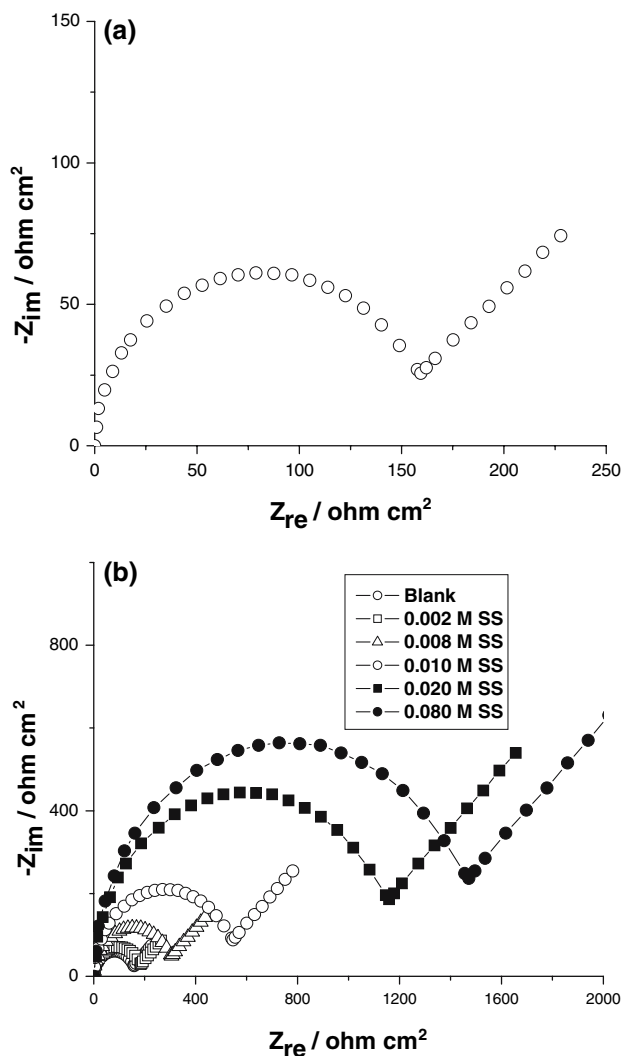 (a)
150
100
50
0
-Zim / ohm cm²
0 50 100 150 200 250
Zre / ohm cm²
(b)
Blank
0.002 M SS
0.008 M SS
0.010 M SS
0.020 M SS
0.080 M SS
800
400
0
-Zim / ohm cm²
0 400 800 1200 1600 2000
Zre / ohm cm²